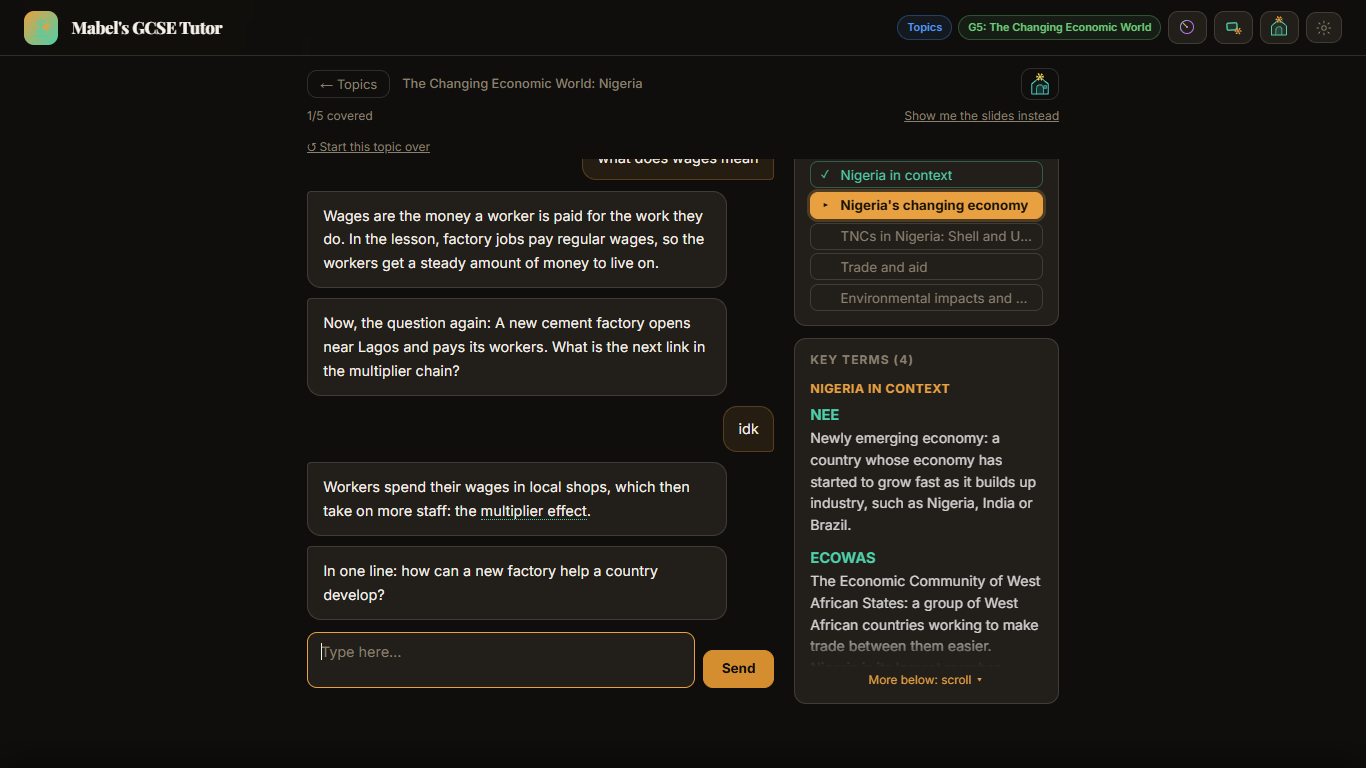 Mabel's GCSE Tutor
Topics
G5: The Changing Economic World
← Topics
The Changing Economic World: Nigeria
1/5 covered
Show me the slides instead
↺ Start this topic over
what does wages mean
Wages are the money a worker is paid for the work they
do. In the lesson, factory jobs pay regular wages, so the
workers get a steady amount of money to live on.
Now, the question again: A new cement factory opens
near Lagos and pays its workers. What is the next link in
the multiplier chain?
idk
Workers spend their wages in local shops, which then
take on more staff: the multiplier effect.
In one line: how can a new factory help a country
develop?
Type here...
Send
✓ Nigeria in context
▸ Nigeria's changing economy
TNCs in Nigeria: Shell and U...
Trade and aid
Environmental impacts and ...
KEY TERMS (4)
NIGERIA IN CONTEXT
NEE
Newly emerging economy: a
country whose economy has
started to grow fast as it builds up
industry, such as Nigeria, India or
Brazil.
ECOWAS
The Economic Community of West
African States: a group of West
African countries working to make
trade between them easier.
More below: scroll ▾